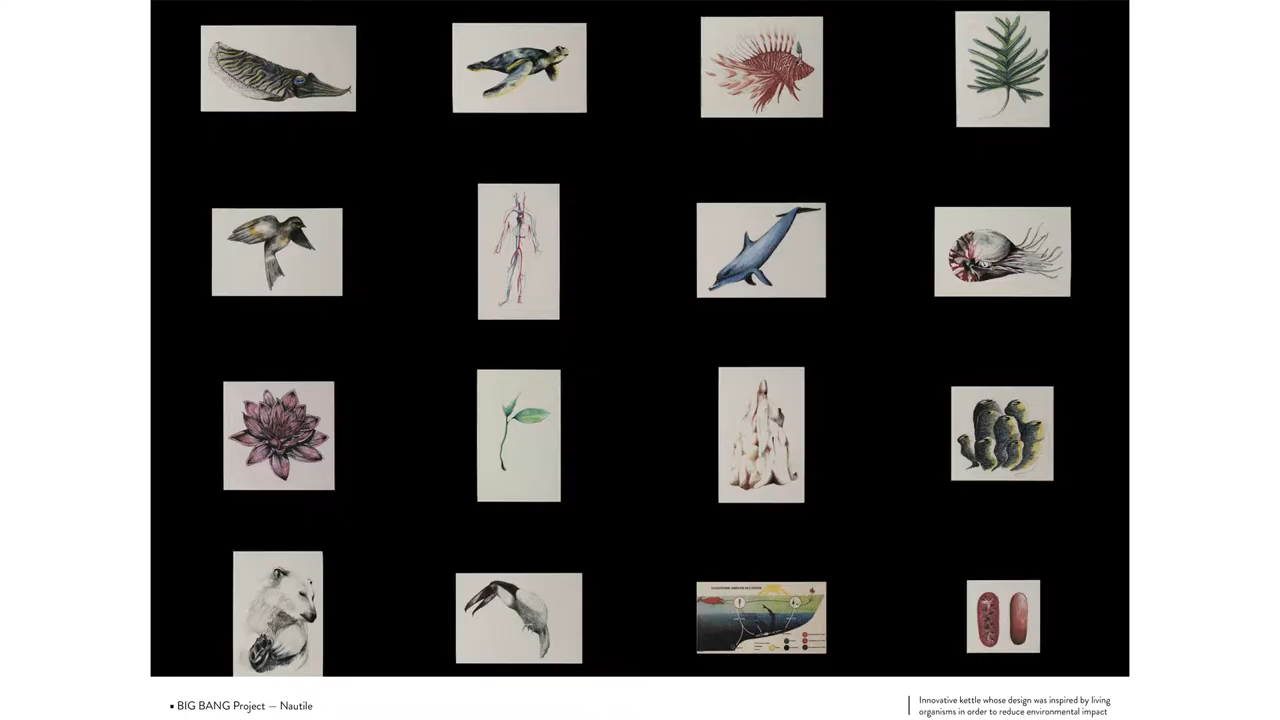 ▪ BIG BANG Project — Nautile
Innovative kettle whose design was inspired by living
organisms in order to reduce environmental impact